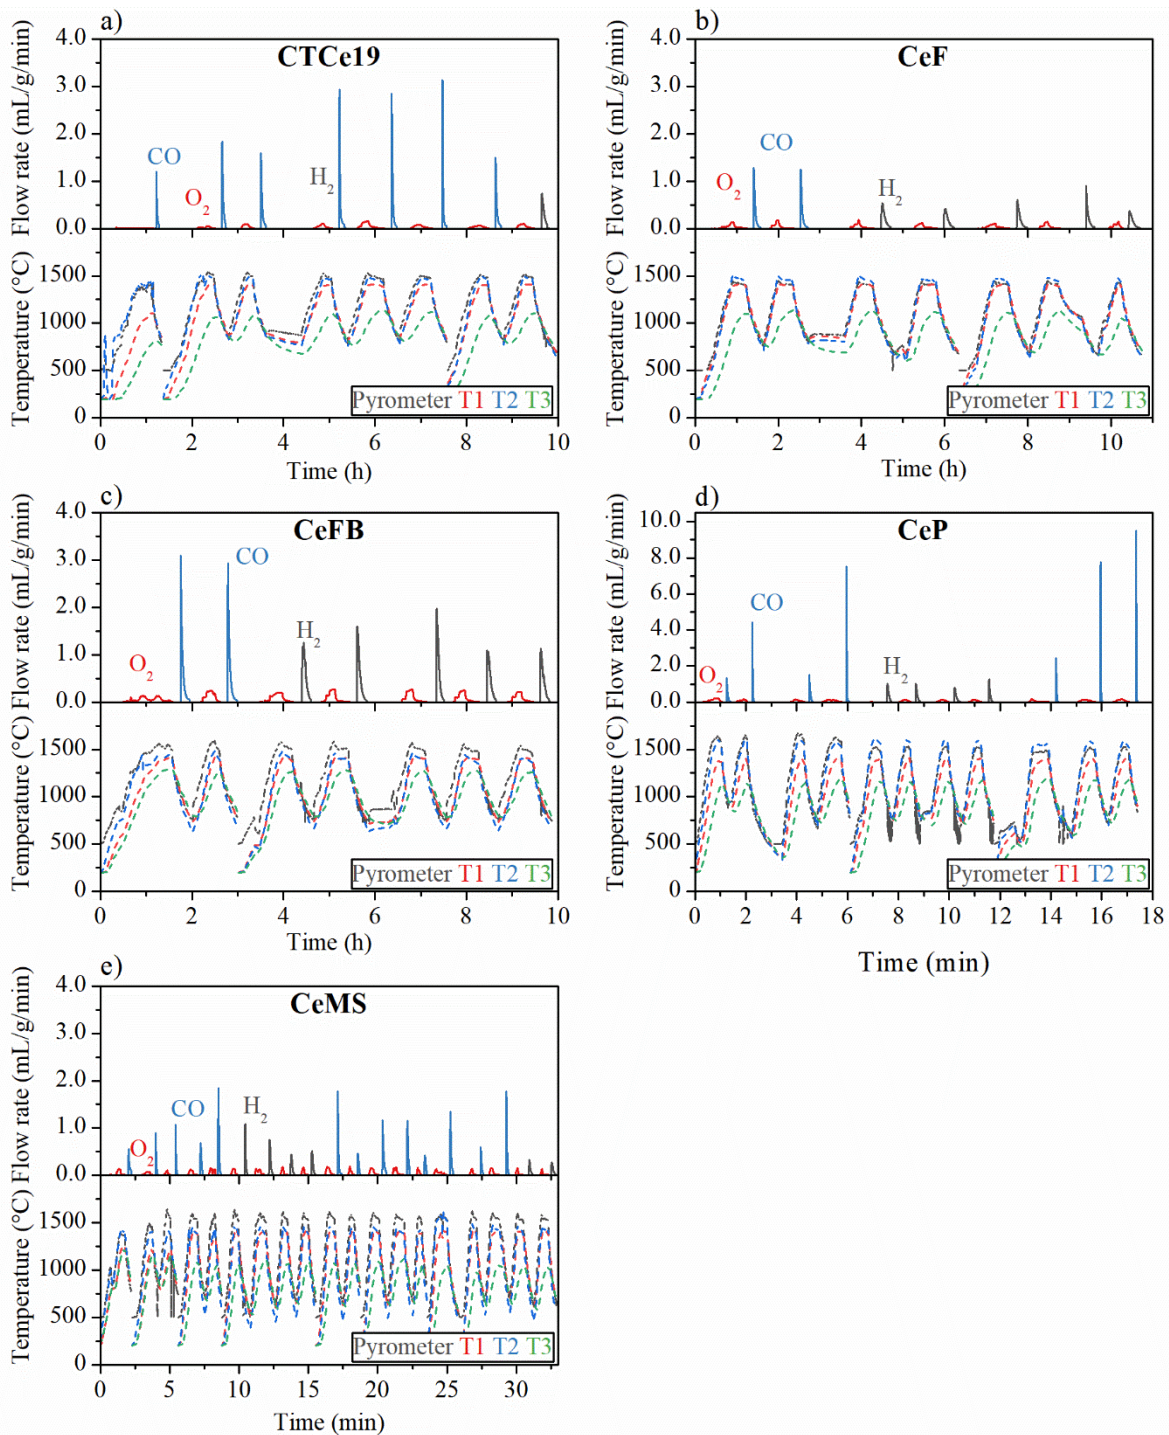 a)
CTCe19
Flow rate (mL/g/min)
4.0
3.0
2.0
1.0
0.0
CO
O2
H2
Temperature (°C)
1500
1000
500
0
Pyrometer T1 T2 T3
0 2 4 6 8 10
Time (h)
b)
CeF
Flow rate (mL/g/min)
4.0
3.0
2.0
1.0
0.0
O2
CO
H2
Temperature (°C)
1500
1000
500
0
Pyrometer T1 T2 T3
0 2 4 6 8 10
Time (h)
c)
CeFB
Flow rate (mL/g/min)
4.0
3.0
2.0
1.0
0.0
O2
CO
H2
Temperature (°C)
1500
1000
500
0
Pyrometer T1 T2 T3
0 2 4 6 8 10
Time (h)
d)
CeP
Flow rate (mL/g/min)
10.0
8.0
6.0
4.0
2.0
0.0
O2
CO
H2
Temperature (°C)
1500
1000
500
0
Pyrometer T1 T2 T3
0 2 4 6 8 10 12 14 16 18
Time (min)
e)
CeMS
Flow rate (mL/g/min)
4.0
3.0
2.0
1.0
0.0
O2
CO
H2
Temperature (°C)
1500
1000
500
0
Pyrometer T1 T2 T3
0 5 10 15 20 25 30
Time (min)